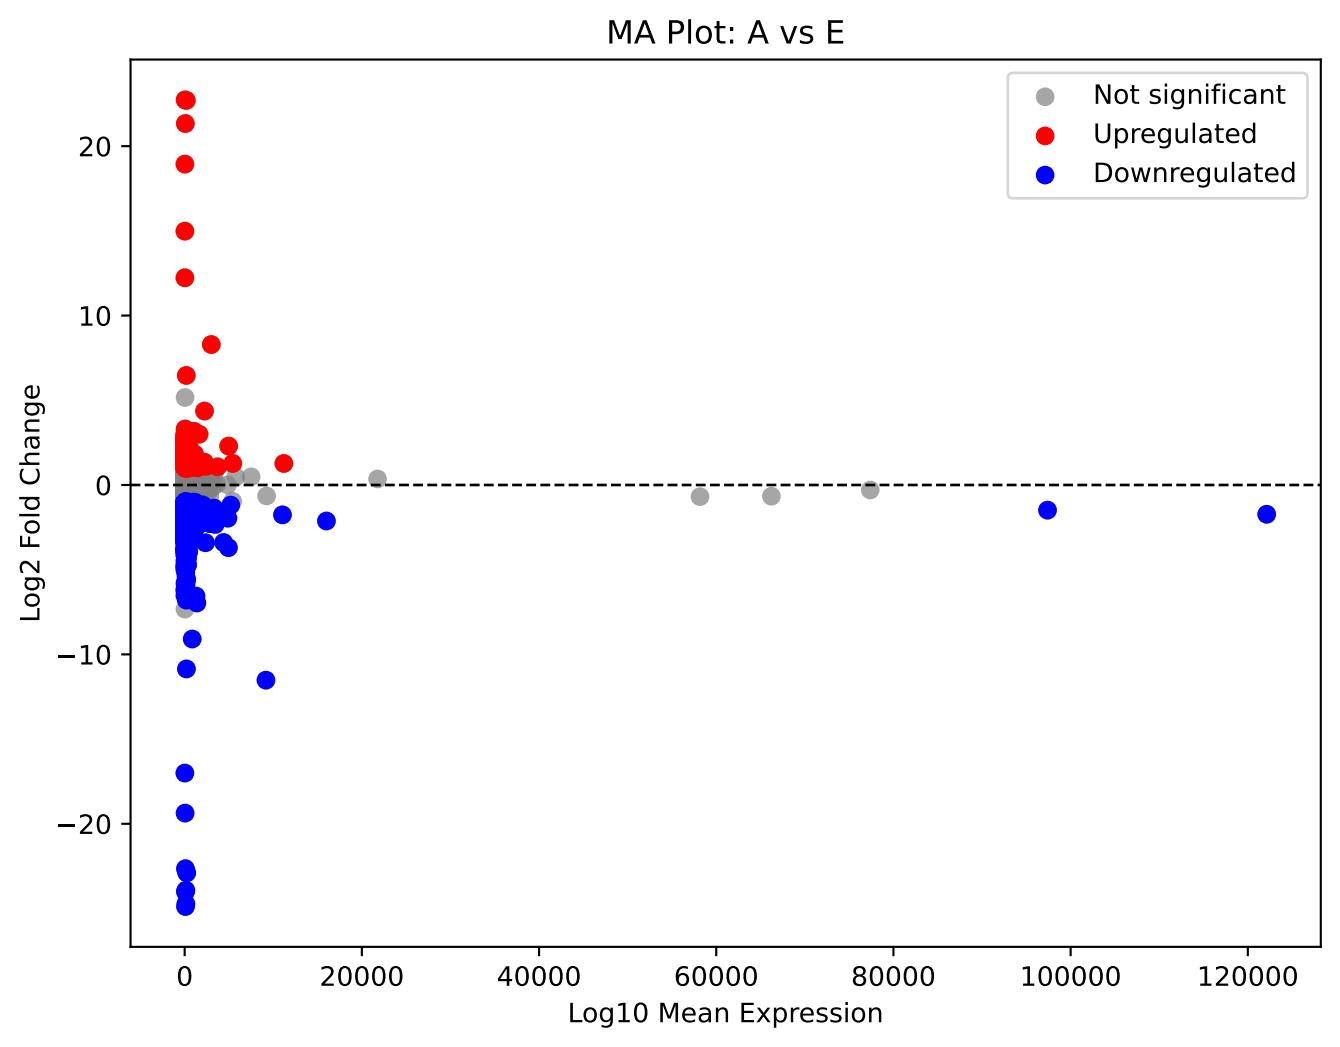 MA Plot: A vs E
Not significant
Upregulated
Downregulated
20
10
0
−10
−20
Log2 Fold Change
0 20000 40000 60000 80000 100000 120000
Log10 Mean Expression